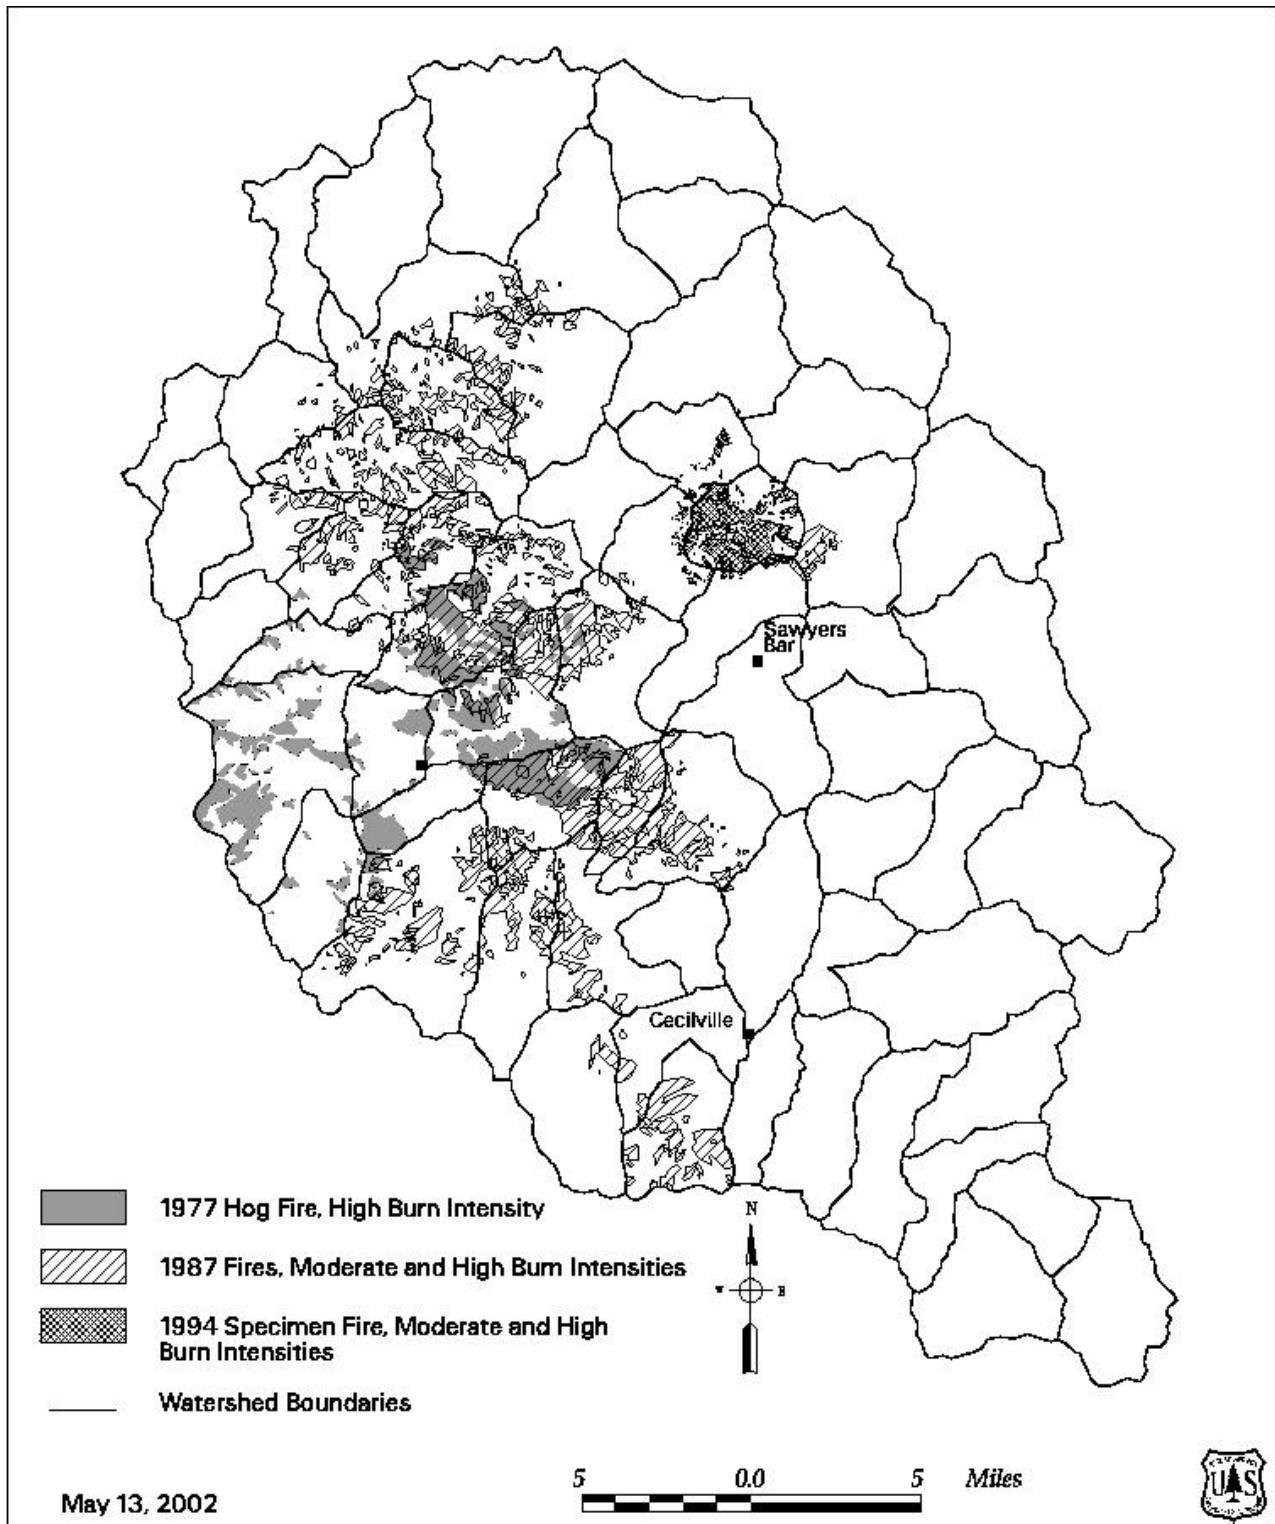 Sawyers
Bar
Cecilville
1977 Hog Fire, High Burn Intensity
1987 Fires, Moderate and High Burn Intensities
1994 Specimen Fire, Moderate and High
Burn Intensities
Watershed Boundaries
N
W
E
5 0.0 5 Miles
May 13, 2002
U S